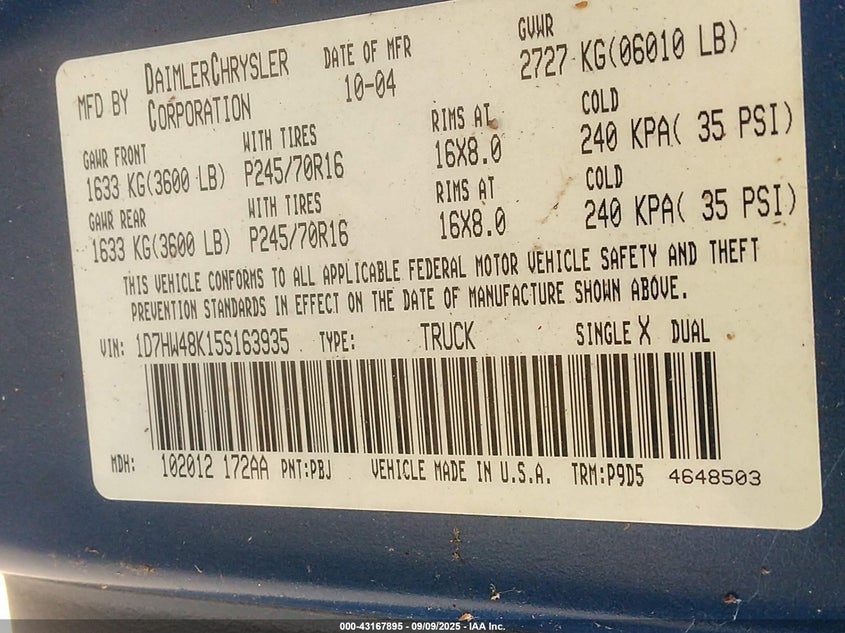 MFD BY DAIMLERCHRYSLER CORPORATION DATE OF MFR 10-04 GVWR 2727 KG(06010 LB)
GAWR FRONT WITH TIRES RIMS AT COLD
1633 KG(3600 LB) P245/70R16 16X8.0 240 KPA( 35 PSI)
GAWR REAR WITH TIRES RIMS AT COLD
1633 KG(3600 LB) P245/70R16 16X8.0 240 KPA( 35 PSI)
THIS VEHICLE CONFORMS TO ALL APPLICABLE FEDERAL MOTOR VEHICLE SAFETY AND THEFT
PREVENTION STANDARDS IN EFFECT ON THE DATE OF MANUFACTURE SHOWN ABOVE.
VIN: 1D7HW48K15S163935 TYPE: TRUCK SINGLE X DUAL
MDH: 102012 172AA PNT:PBJ VEHICLE MADE IN U.S.A. TRM:P9D5 4648503
000-43167895 - 09/09/2025 - IAA Inc.